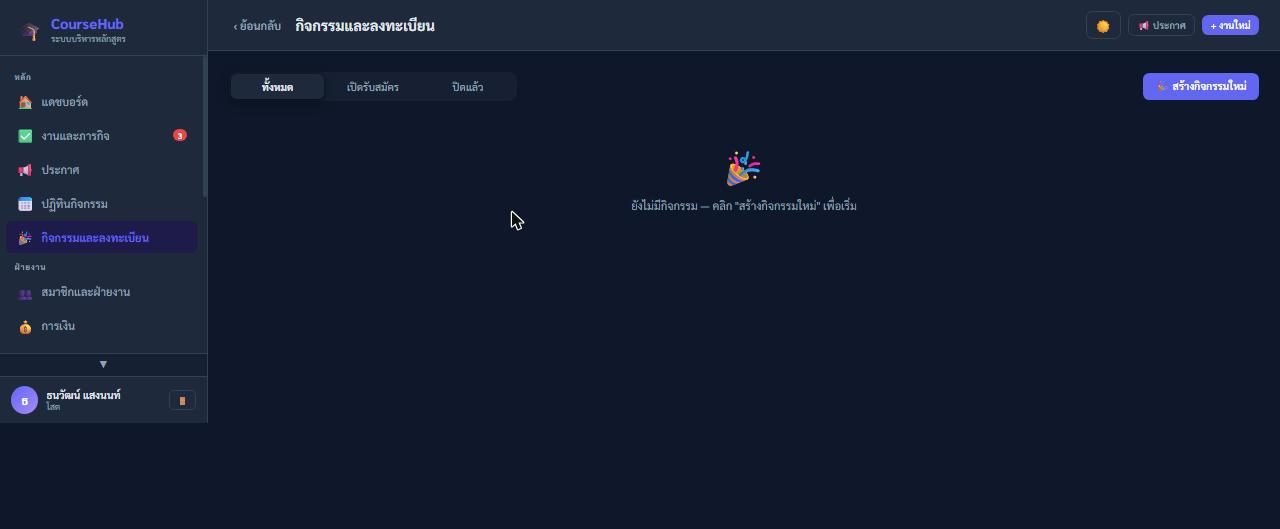 CourseHub
ระบบบริหารหลักสูตร
‹ ย้อนกลับ
กิจกรรมและลงทะเบียน
ประกาศ
+ งานใหม่
หลัก
แดชบอร์ด
งานและภารกิจ
3
ประกาศ
ปฏิทินกิจกรรม
กิจกรรมและลงทะเบียน
ฝ่ายงาน
สมาชิกและฝ่ายงาน
การเงิน
▼
ธ
ธนวัฒน์ แสงนนท์
โสต
ทั้งหมด
เปิดรับสมัคร
ปิดแล้ว
สร้างกิจกรรมใหม่
ยังไม่มีกิจกรรม — คลิก "สร้างกิจกรรมใหม่" เพื่อเริ่ม